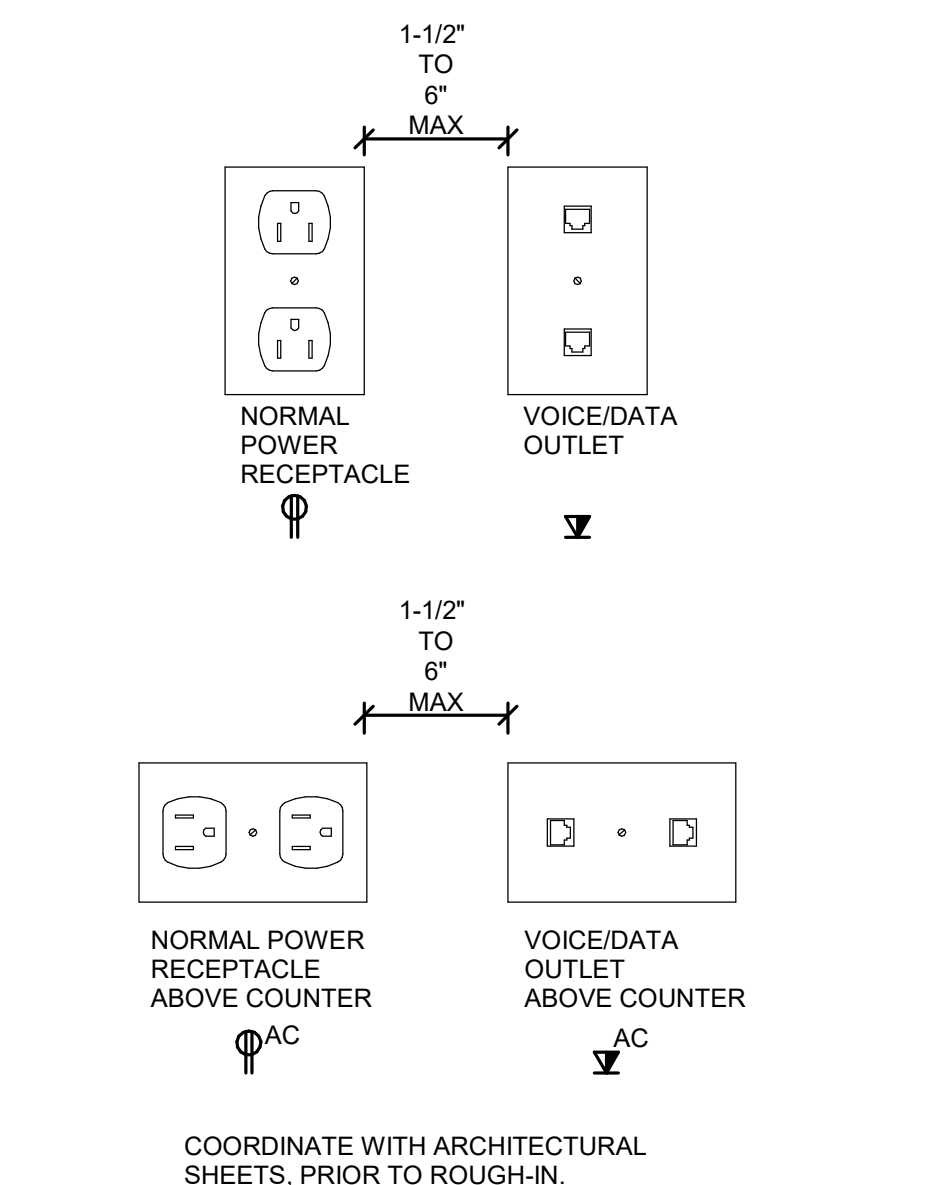 1-1/2"
TO
6"
MAX
NORMAL
POWER
RECEPTACLE
VOICE/DATA
OUTLET
1-1/2"
TO
6"
MAX
NORMAL POWER
RECEPTACLE
ABOVE COUNTER
AC
VOICE/DATA
OUTLET
ABOVE COUNTER
AC
COORDINATE WITH ARCHITECTURAL
SHEETS, PRIOR TO ROUGH-IN.